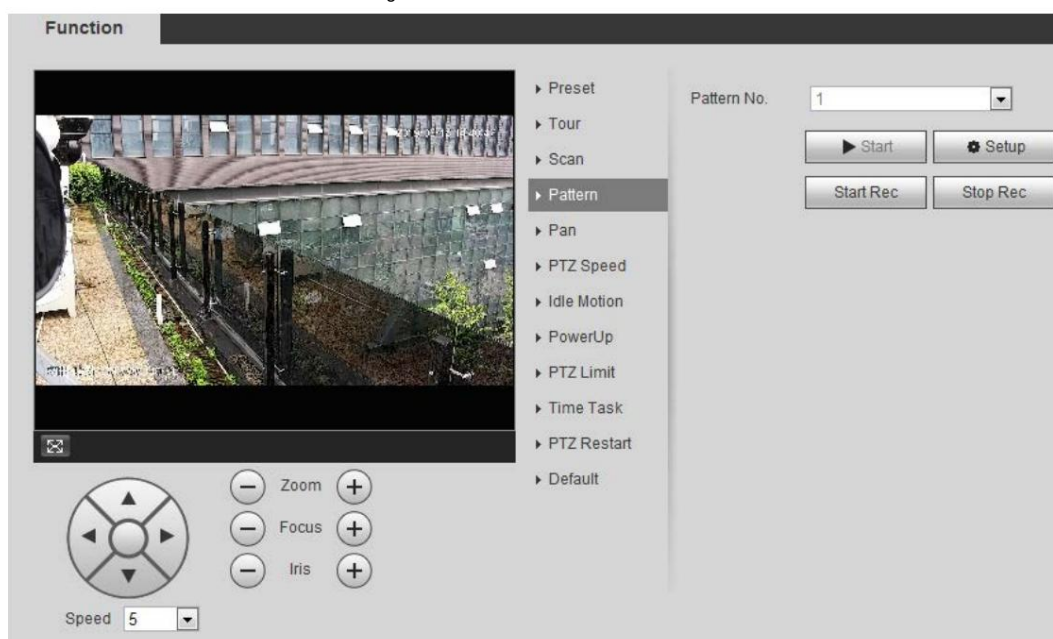 Function
Preset
Tour
Scan
Pattern
Pan
PTZ Speed
Idle Motion
PowerUp
PTZ Limit
Time Task
PTZ Restart
Default
Pattern No. 1
Start Setup
Start Rec Stop Rec
Zoom
Focus
Iris
Speed 5